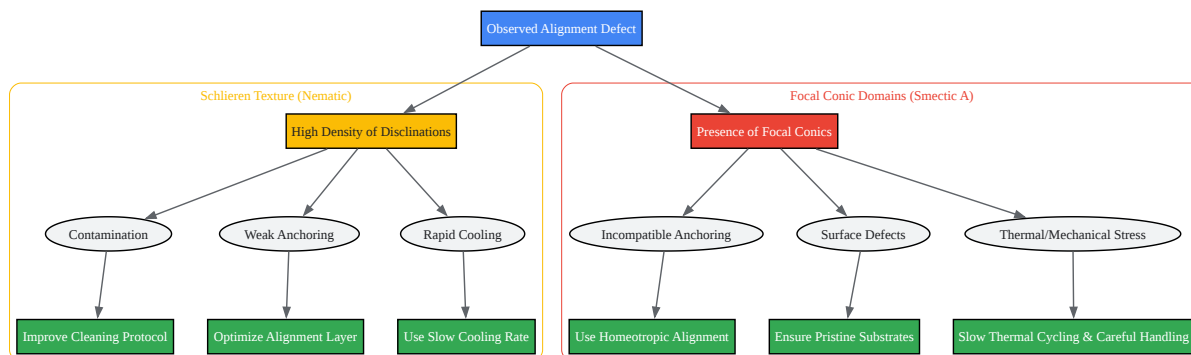 Observed Alignment Defect
Schlieren Texture (Nematic)
Focal Conic Domains (Smectic A)
High Density of Disclinations
Presence of Focal Conics
Contamination
Weak Anchoring
Rapid Cooling
Incompatible Anchoring
Surface Defects
Thermal/Mechanical Stress
Improve Cleaning Protocol
Optimize Alignment Layer
Use Slow Cooling Rate
Use Homeotropic Alignment
Ensure Pristine Substrates
Slow Thermal Cycling & Careful Handling